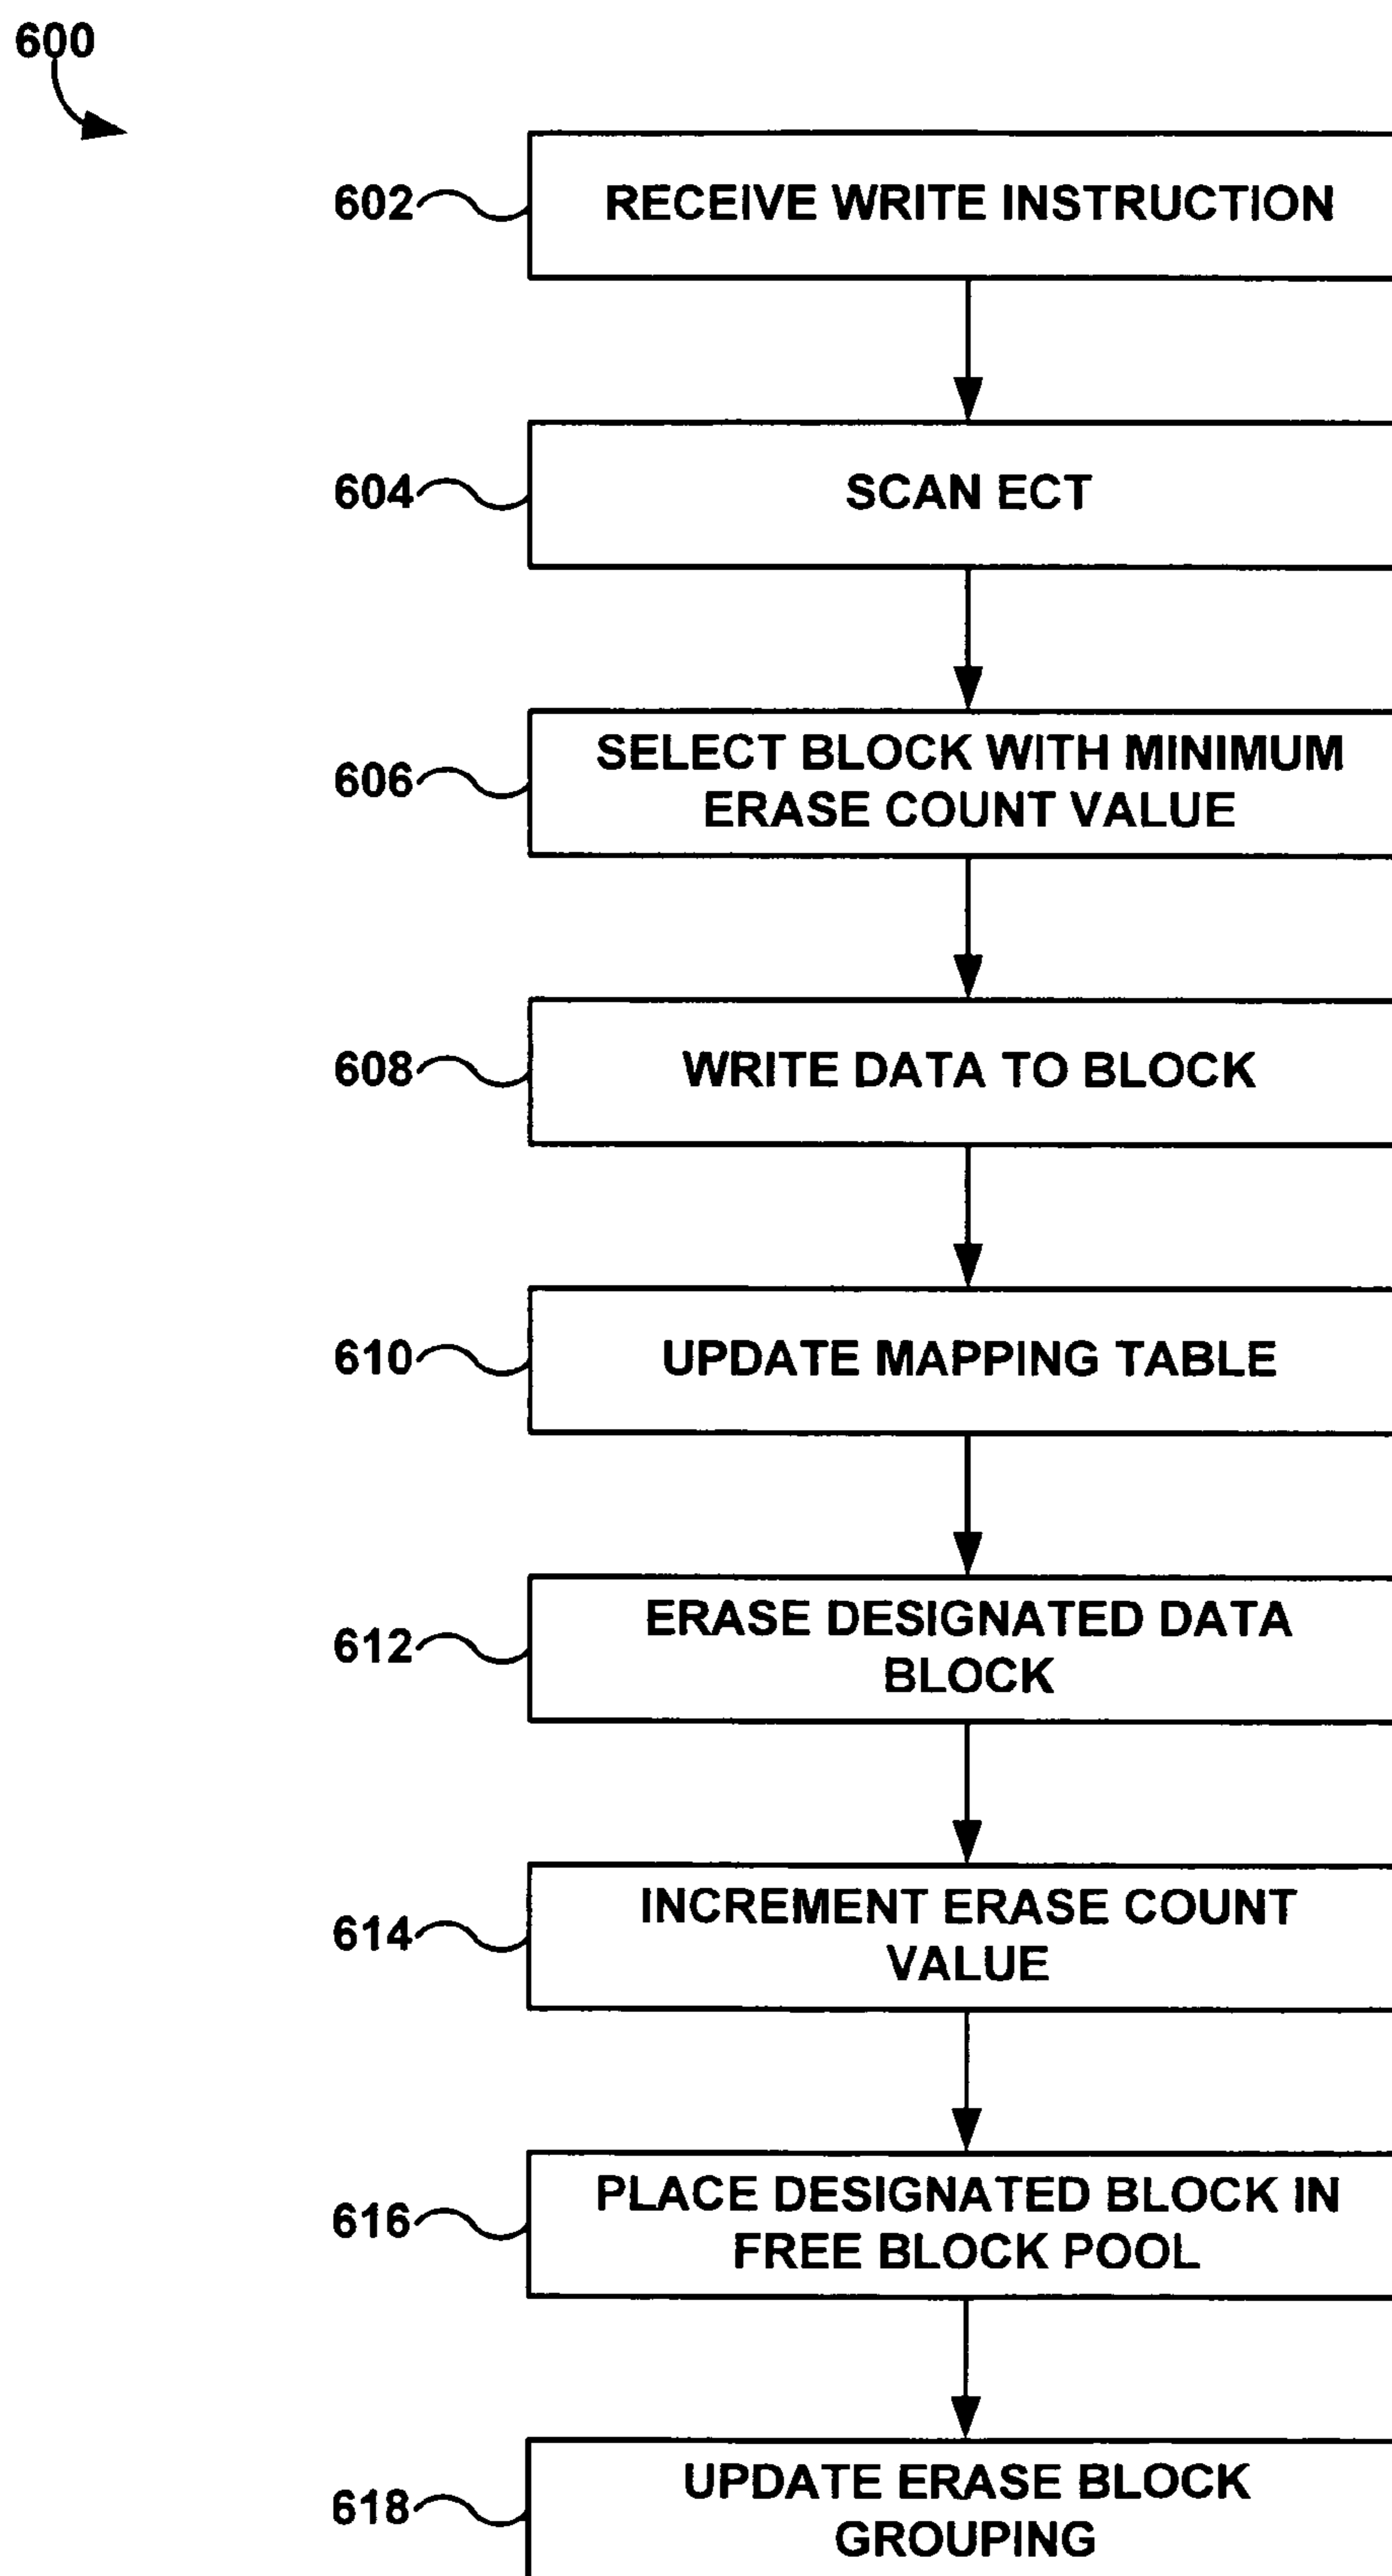 600
602
RECEIVE WRITE INSTRUCTION
604
SCAN ECT
606
SELECT BLOCK WITH MINIMUM
ERASE COUNT VALUE
608
WRITE DATA TO BLOCK
610
UPDATE MAPPING TABLE
612
ERASE DESIGNATED DATA
BLOCK
614
INCREMENT ERASE COUNT
VALUE
616
PLACE DESIGNATED BLOCK IN
FREE BLOCK POOL
618
UPDATE ERASE BLOCK
GROUPING